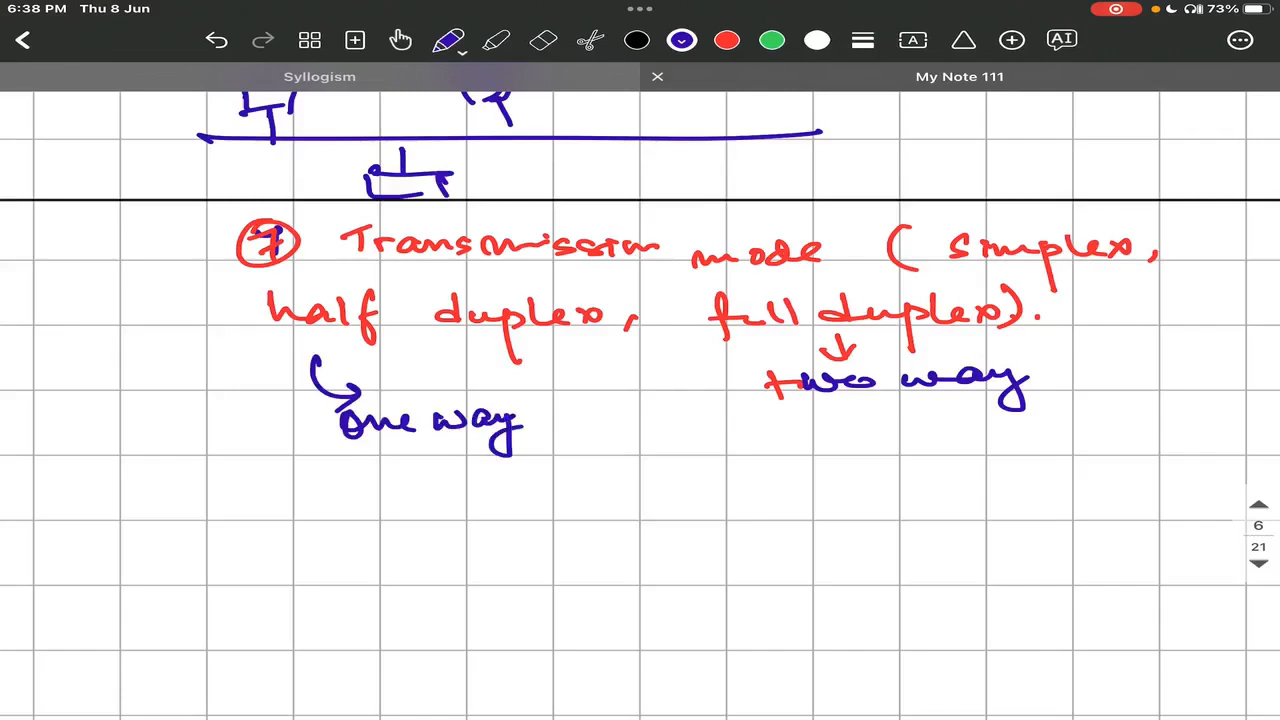 6:38 PM Thu 8 Jun 73%
A AI
Syllogism My Note 111
7 Transmission mode ( simplex,
half duplex, full duplex).
two way
one way
6
21